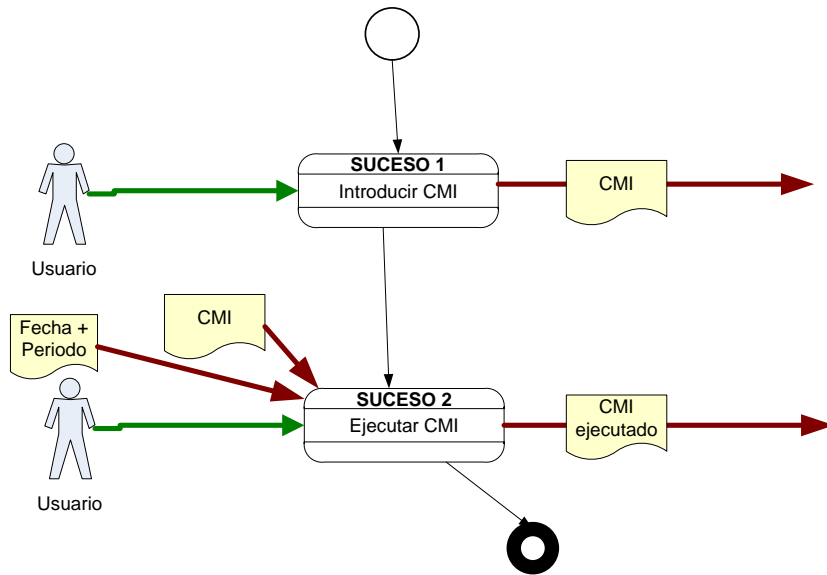 SUCESO 1
Introducir CMI
CMI
Usuario
Fecha +
Periodo
CMI
SUCESO 2
Ejecutar CMI
CMI
ejecutado
Usuario